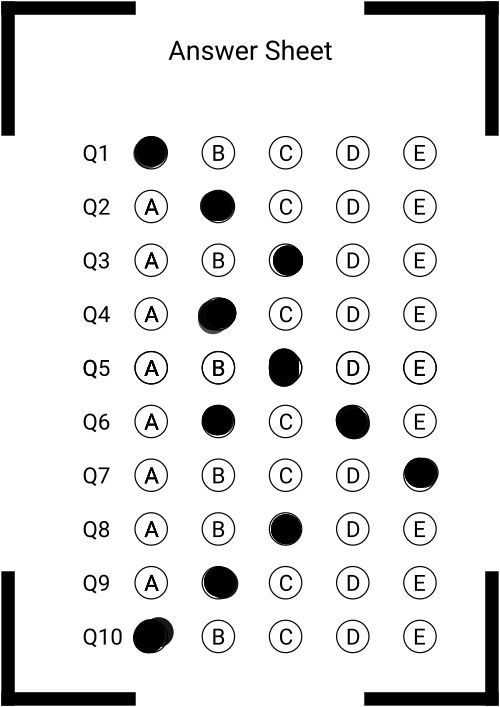 Answer Sheet
Q1 B C D E
Q2 A C D E
Q3 A B D E
Q4 A C D E
Q5 A B D E
Q6 A C E
Q7 A B C D
Q8 A B D E
Q9 A C D E
Q10 B C D E